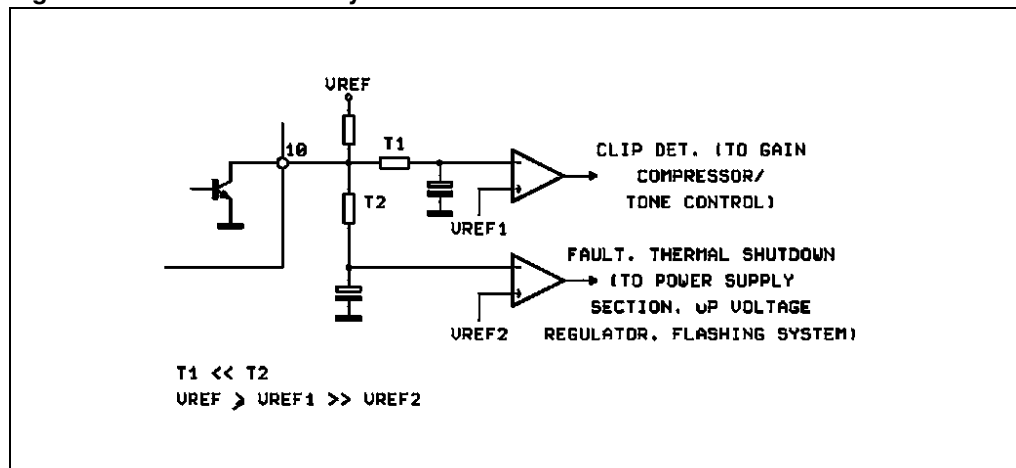 VREF
10
T1
CLIP DET. (TO GAIN
COMPRESSOR/
TONE CONTROL)
T2
VREF1
FAULT. THERMAL SHUTDOWN
(TO POWER SUPPLY
SECTION. µP VOLTAGE
REGULATOR. FLASHING SYSTEM)
VREF2
T1 << T2
VREF > VREF1 >> VREF2